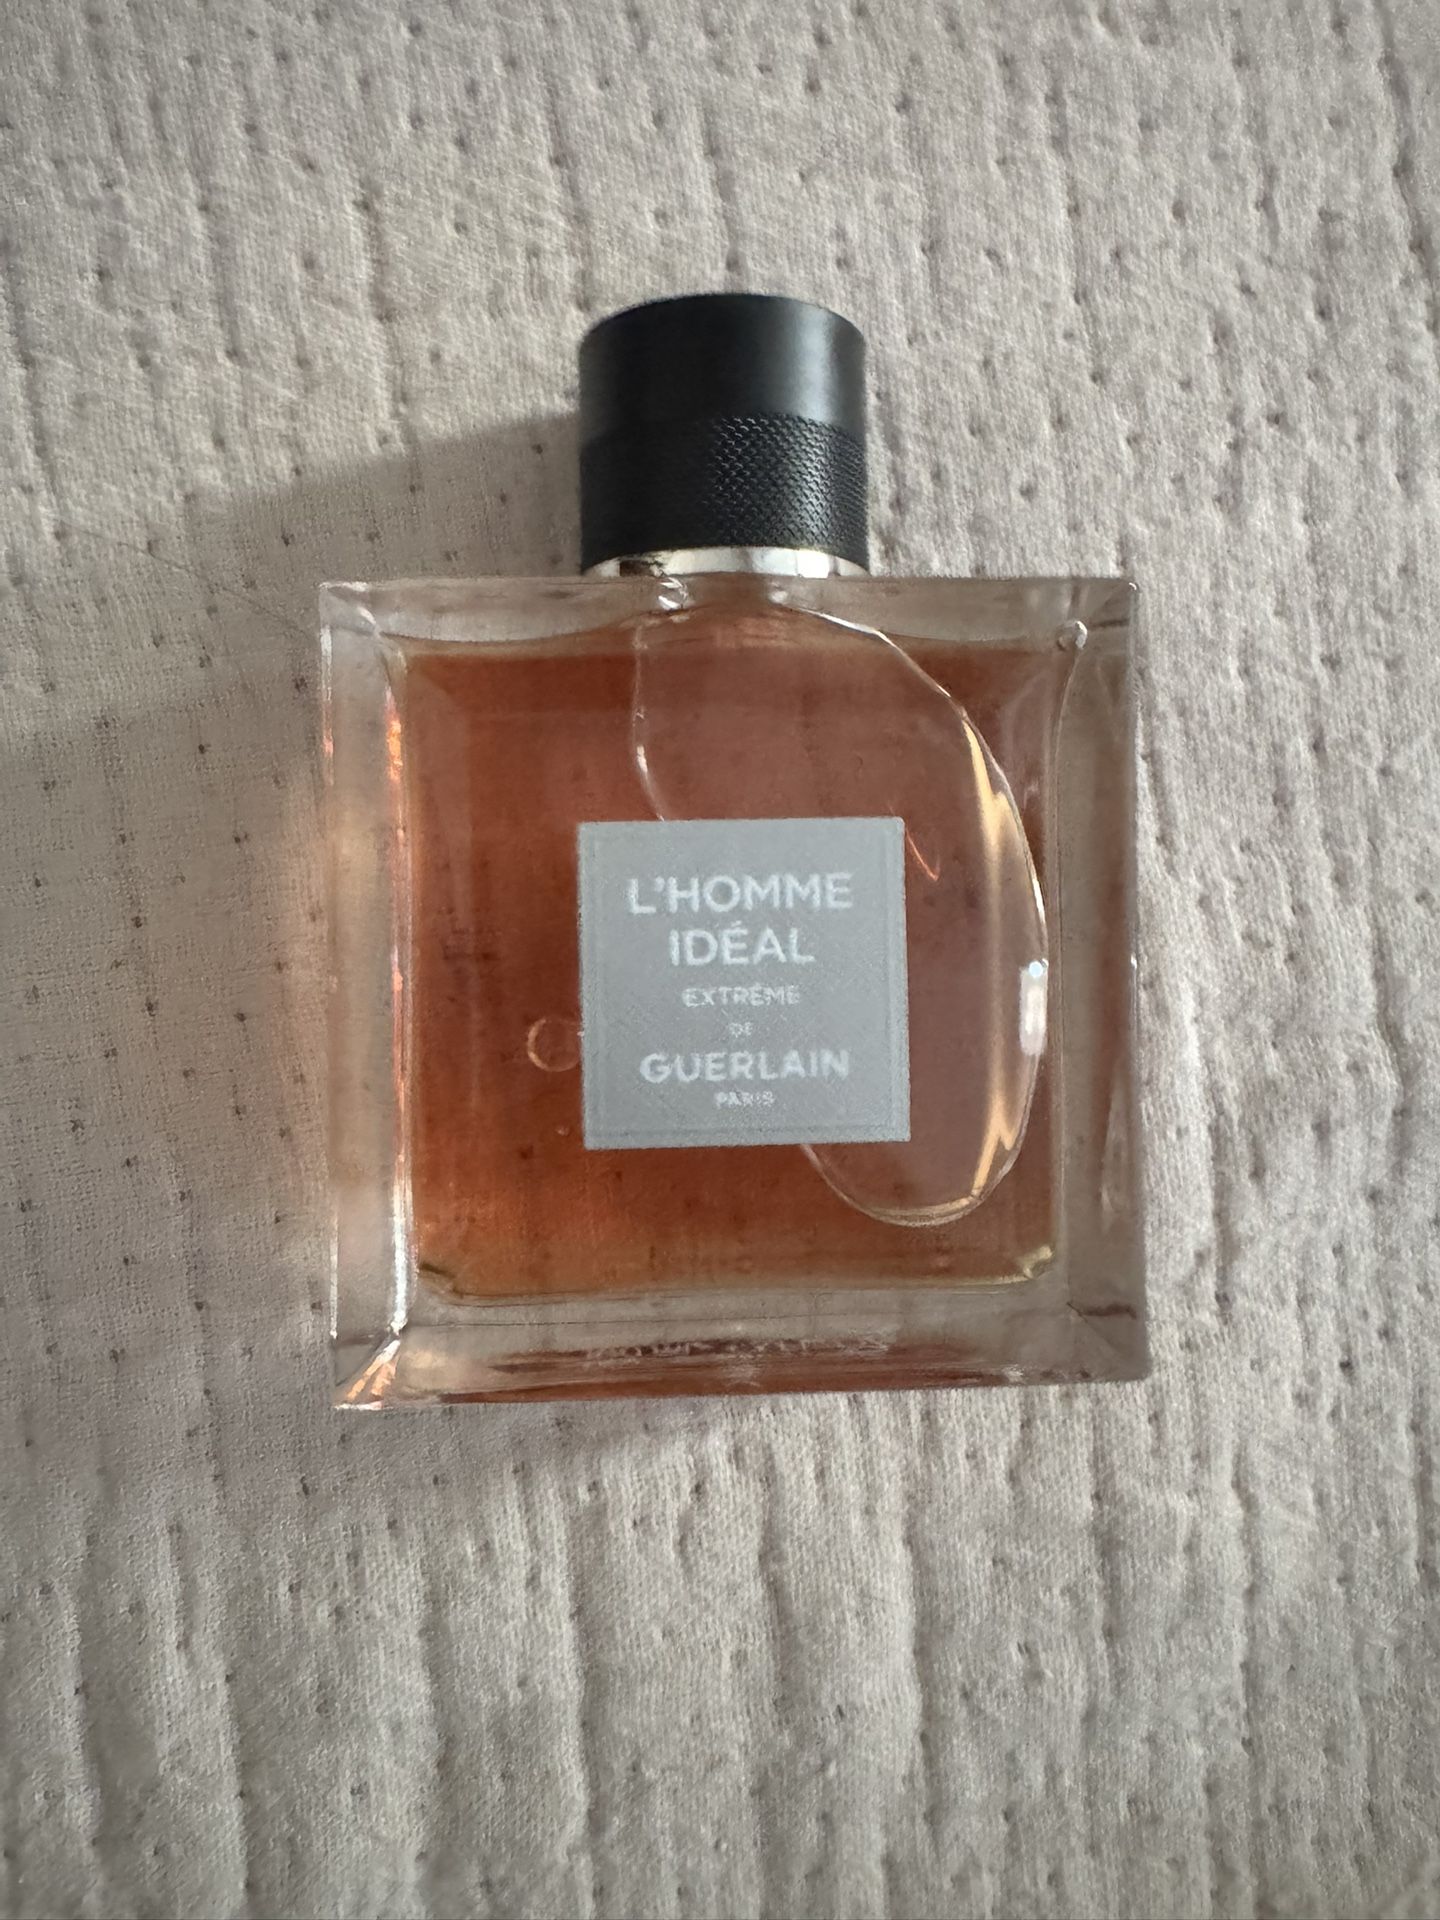 L'HOMME
IDÉAL
EXTRÊME
DE
GUERLAIN
PARIS